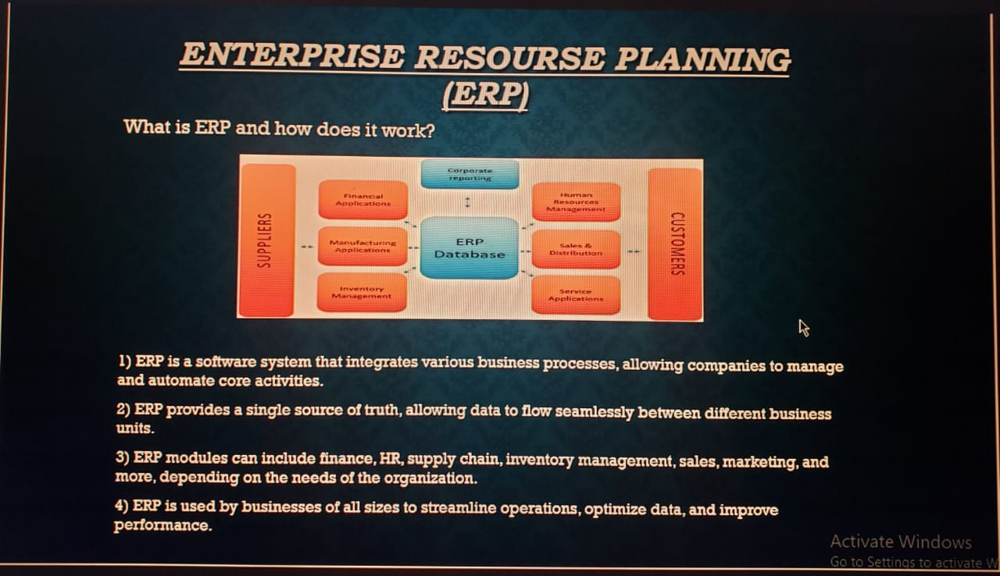 ENTERPRISE RESOURSE PLANNING
(ERP)
What is ERP and how does it work?
SUPPLIERS
Financial
Applications
Manufacturing
Applications
Inventory
Management
Corporate
reporting
ERP
Database
Human
Resources
Management
Sales &
Distribution
Service
Applications
CUSTOMERS
1) ERP is a software system that integrates various business processes, allowing companies to manage
and automate core activities.
2) ERP provides a single source of truth, allowing data to flow seamlessly between different business
units.
3) ERP modules can include finance, HR, supply chain, inventory management, sales, marketing, and
more, depending on the needs of the organization.
4) ERP is used by businesses of all sizes to streamline operations, optimize data, and improve
performance.
Activate Windows
Go to Settings to activate W